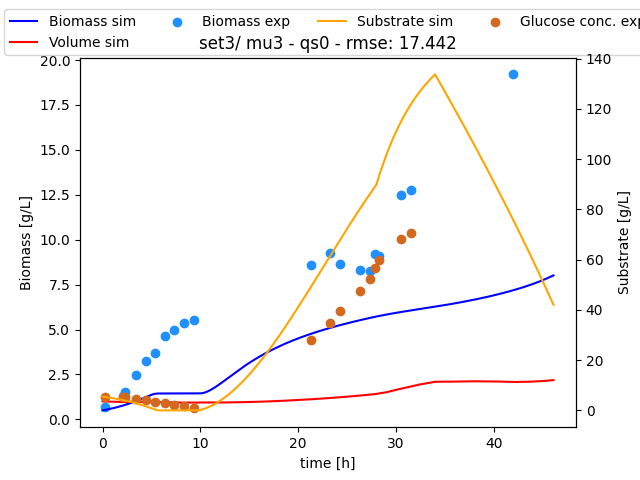 Biomass sim Biomass exp Substrate sim Glucose conc. exp
Volume sim
set3/ mu3 - qs0 - rmse: 17.442
20.0
17.5
15.0
12.5
10.0
7.5
5.0
2.5
0.0
Biomass [g/L]
140
120
100
80
60
40
20
0
Substrate [g/L]
0 10 20 30 40
time [h]